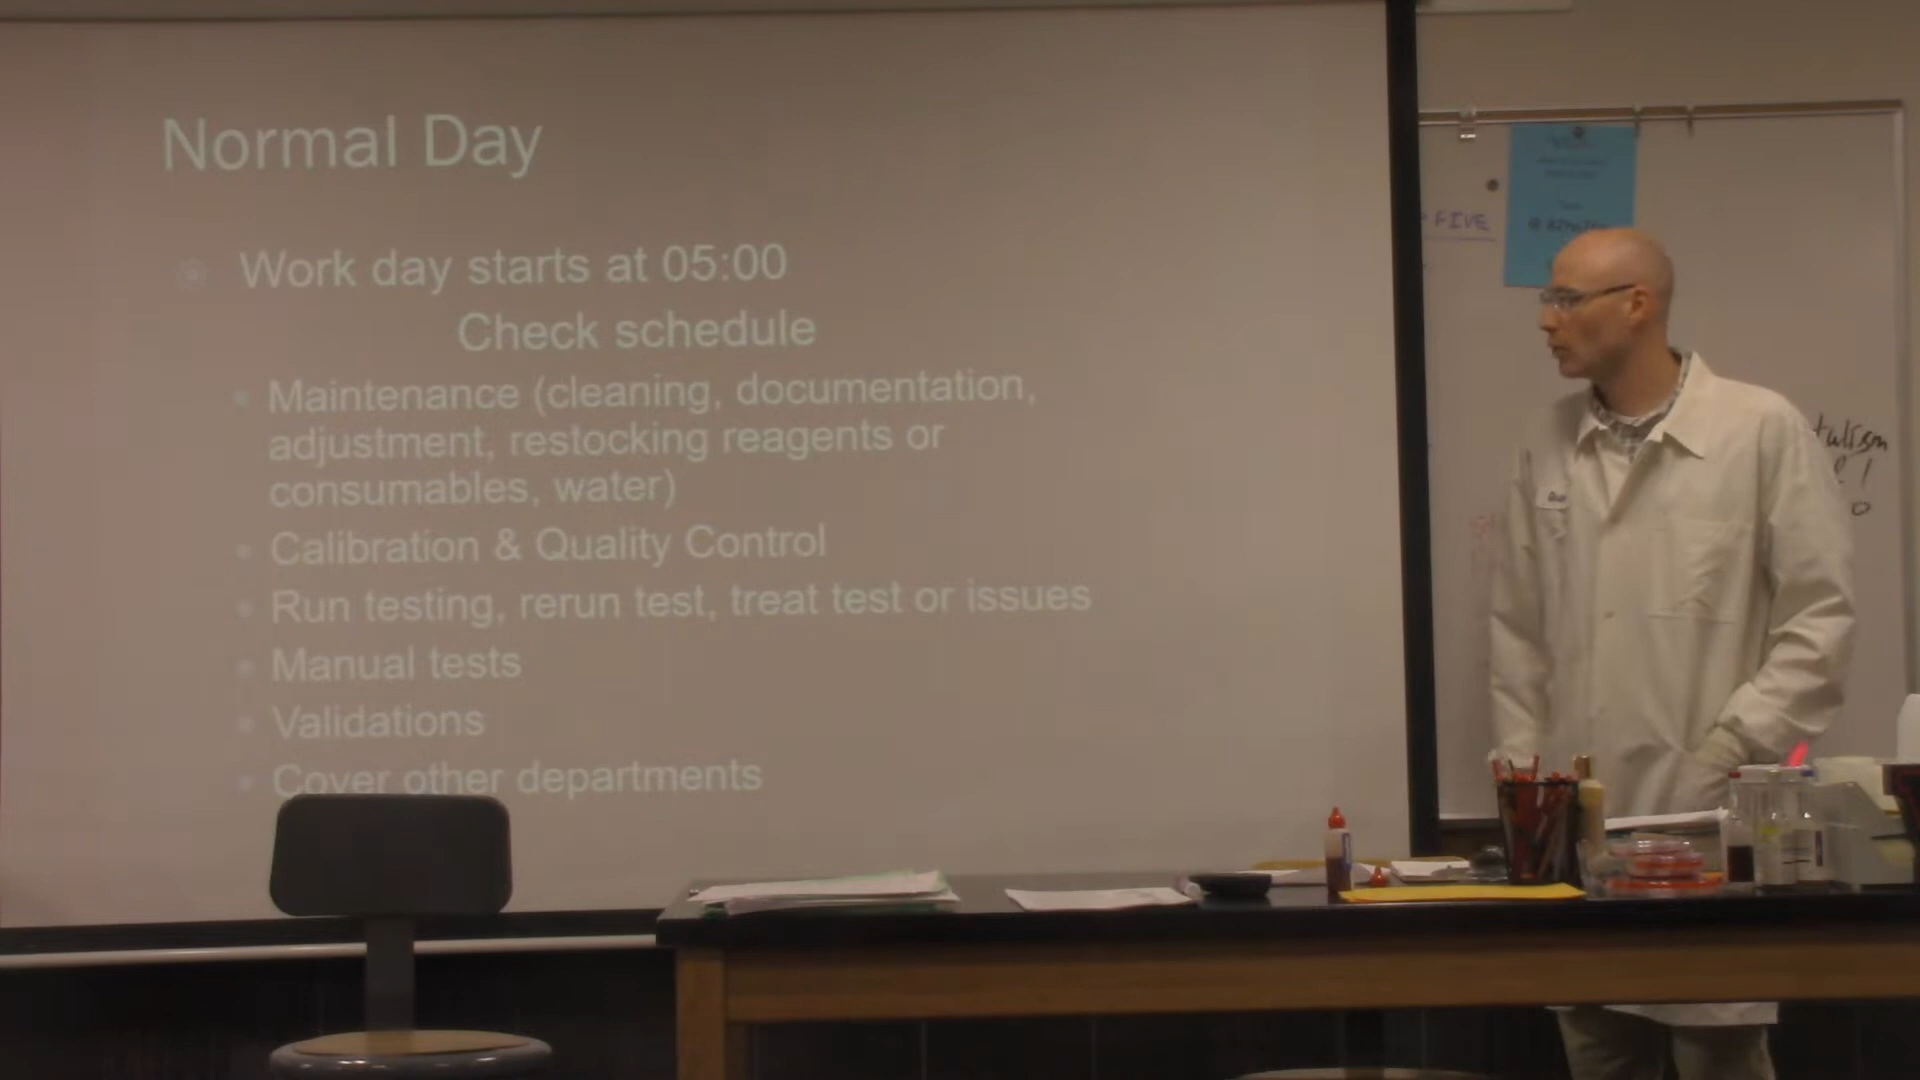 Normal Day
Work day starts at 05:00
Check schedule
Maintenance (cleaning, documentation,
adjustment, restocking reagents or
consumables, water)
Calibration & Quality Control
Run testing, rerun test, treat test or issues
Manual tests
Validations
Cover other departments
FIVE